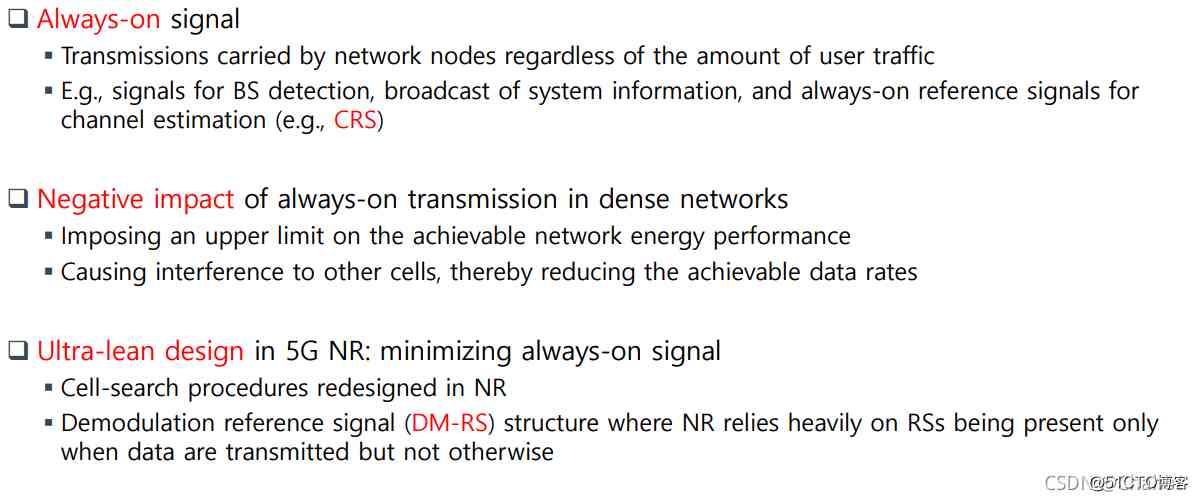 ❑ Always-on signal
▪ Transmissions carried by network nodes regardless of the amount of user traffic
▪ E.g., signals for BS detection, broadcast of system information, and always-on reference signals for
channel estimation (e.g., CRS)
❑ Negative impact of always-on transmission in dense networks
▪ Imposing an upper limit on the achievable network energy performance
▪ Causing interference to other cells, thereby reducing the achievable data rates
❑ Ultra-lean design in 5G NR: minimizing always-on signal
▪ Cell-search procedures redesigned in NR
▪ Demodulation reference signal (DM-RS) structure where NR relies heavily on RSs being present only
when data are transmitted but not otherwise
CSDN @51CTO博客